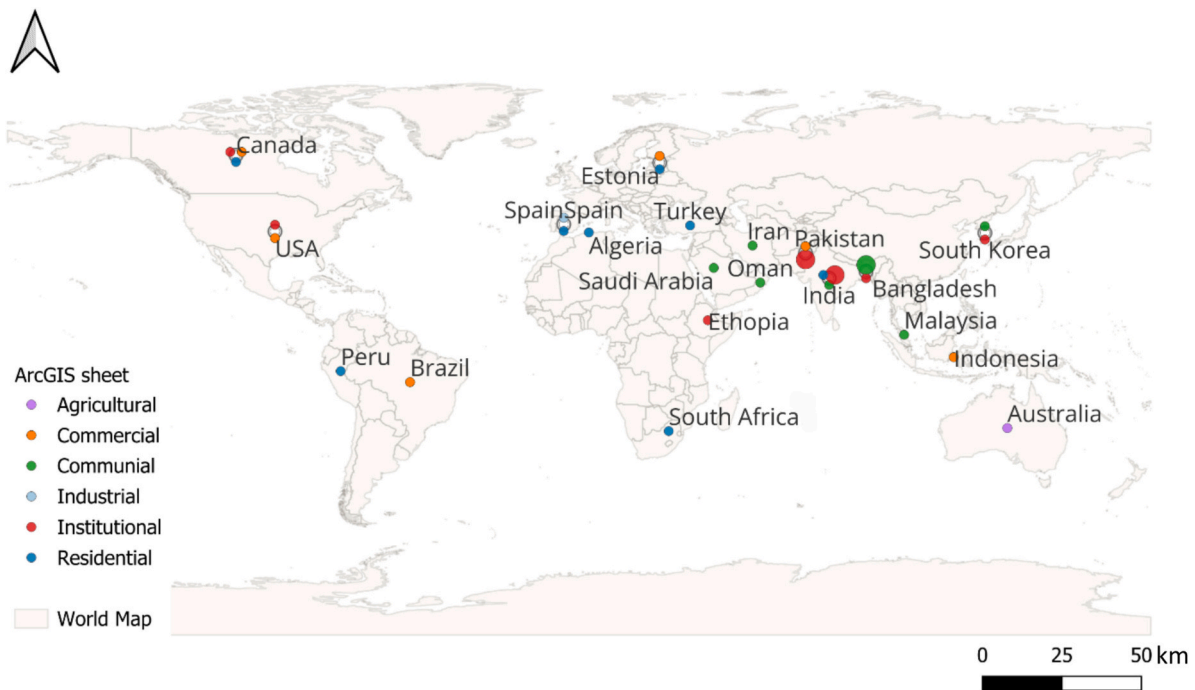 Canada
Estonia
SpainSpain
Turkey
USA
Algeria
Iran
Pakistan
South Korea
Saudi Arabia
Oman
India
Bangladesh
Ethiopia
Malaysia
Peru
Brazil
Indonesia
South Africa
Australia
ArcGIS sheet
Agricultural
Commercial
Communial
Industrial
Institutional
Residential
World Map
0 25 50 km